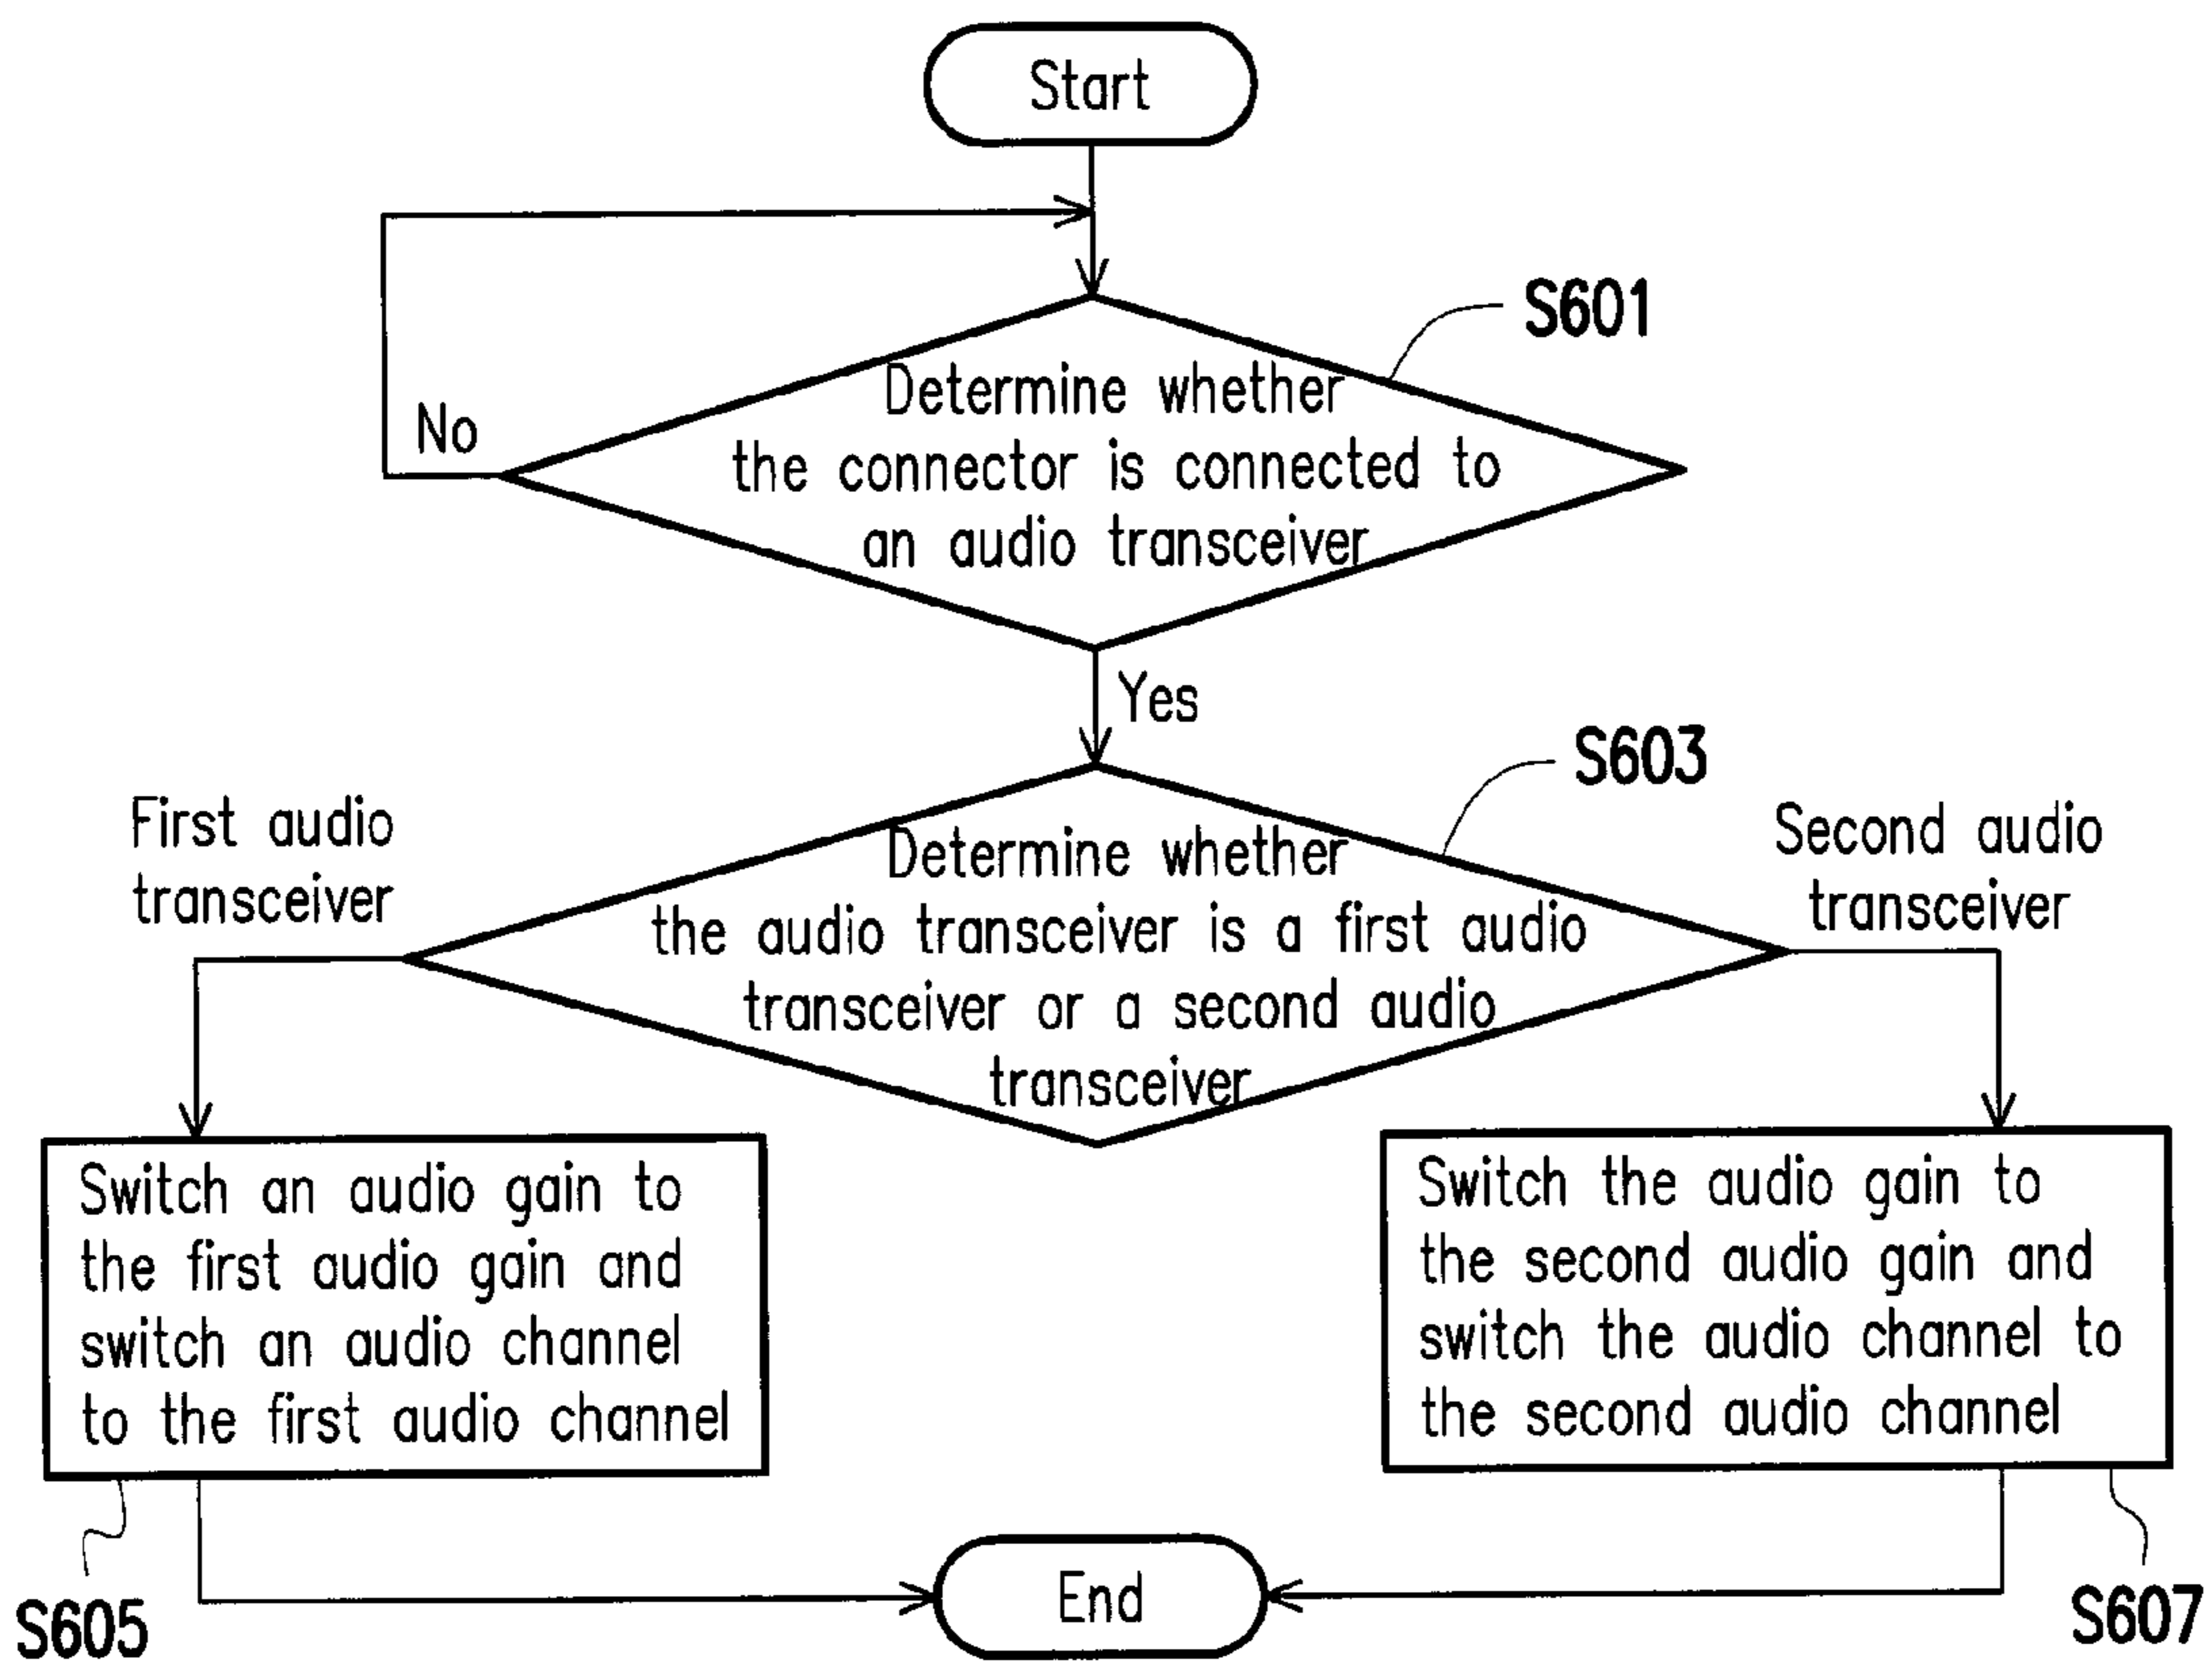 Start
S601
Determine whether
the connector is connected to
an audio transceiver
No
Yes
S603
First audio
transceiver
Determine whether
the audio transceiver is a first audio
transceiver or a second audio
transceiver
Second audio
transceiver
Switch an audio gain to
the first audio gain and
switch an audio channel
to the first audio channel
Switch the audio gain to
the second audio gain and
switch the audio channel to
the second audio channel
S605
End
S607